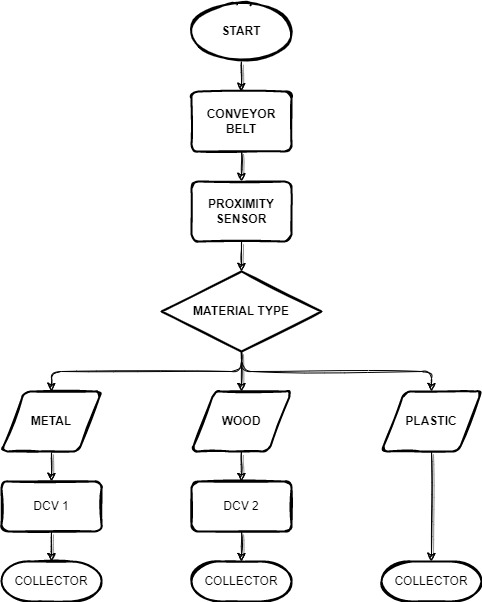 START
CONVEYOR
BELT
PROXIMITY
SENSOR
MATERIAL TYPE
METAL
WOOD
PLASTIC
DCV 1
DCV 2
COLLECTOR
COLLECTOR
COLLECTOR